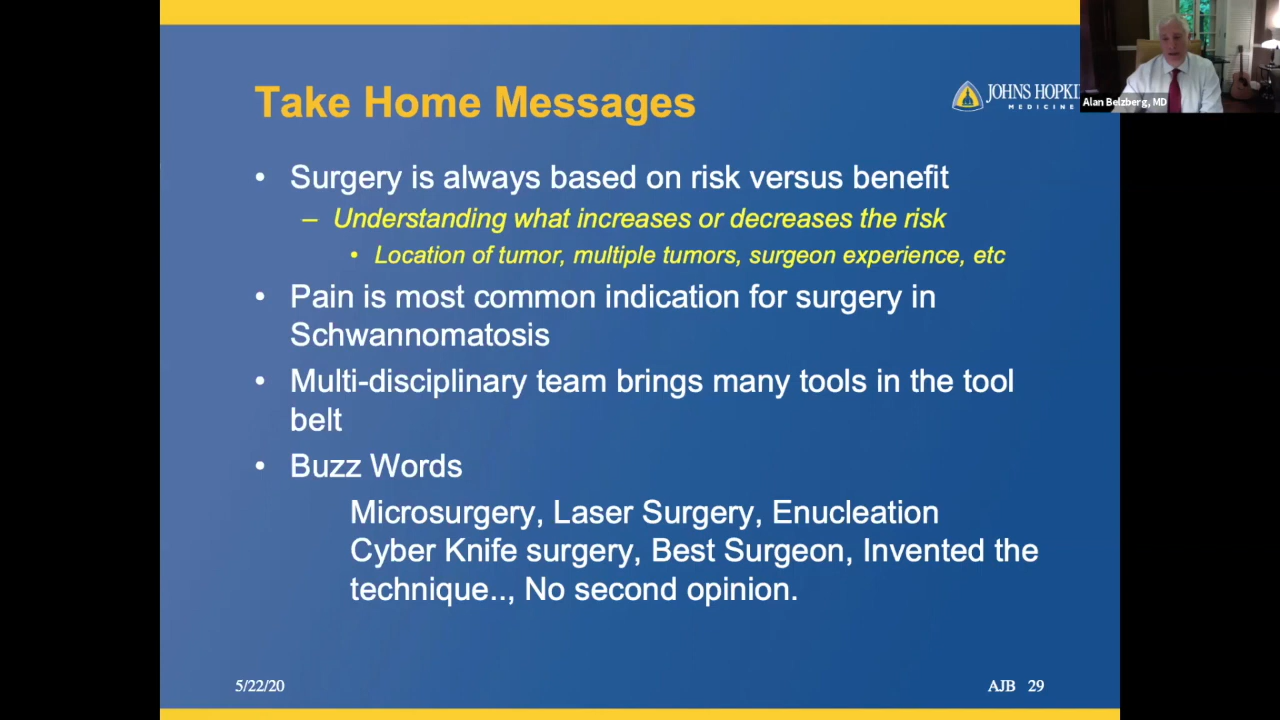 Take Home Messages
JOHNS HOPKI
MEDICINE
Alan Belzberg, MD
• Surgery is always based on risk versus benefit
– Understanding what increases or decreases the risk
• Location of tumor, multiple tumors, surgeon experience, etc
• Pain is most common indication for surgery in
Schwannomatosis
• Multi-disciplinary team brings many tools in the tool
belt
• Buzz Words
Microsurgery, Laser Surgery, Enucleation
Cyber Knife surgery, Best Surgeon, Invented the
technique.., No second opinion.
5/22/20
AJB 29